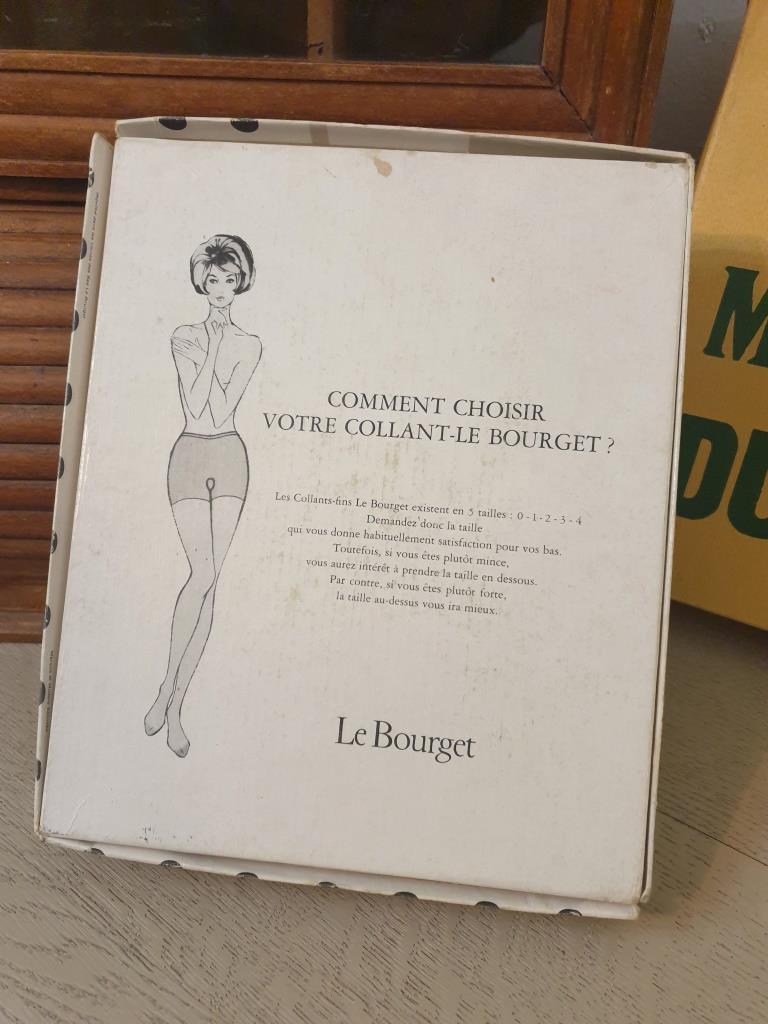 COMMENT CHOISIR
VOTRE COLLANT-LE BOURGET ?
Les Collants-fins Le Bourget existent en 5 tailles : 0 - 1 - 2 - 3 - 4
Demandez donc la taille
qui vous donne habituellement satisfaction pour vos bas.
Toutefois, si vous êtes plutôt mince,
vous aurez intérêt à prendre la taille en dessous.
Par contre, si vous êtes plutôt forte,
la taille au-dessus vous ira mieux.
Le Bourget
M
DU